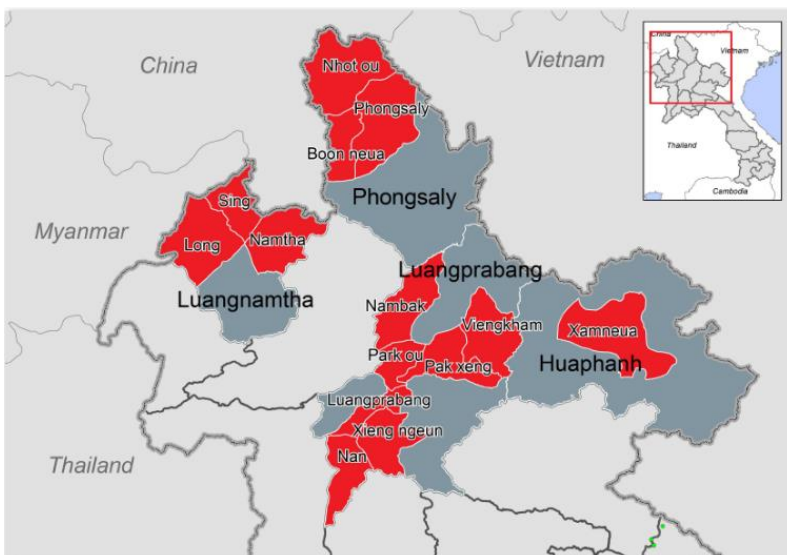 China
Vietnam
Nhot ou
Phongsaly
Boon neua
Phongsaly
Sing
Long
Namtha
Myanmar
Luangnamtha
Luangprabang
Nambak
Viengkham
Xamneua
Park ou
Pak xeng
Huaphanh
Luangprabang
Xieng ngeun
Nan
Thailand
China
Vietnam
Thailand
Cambodia